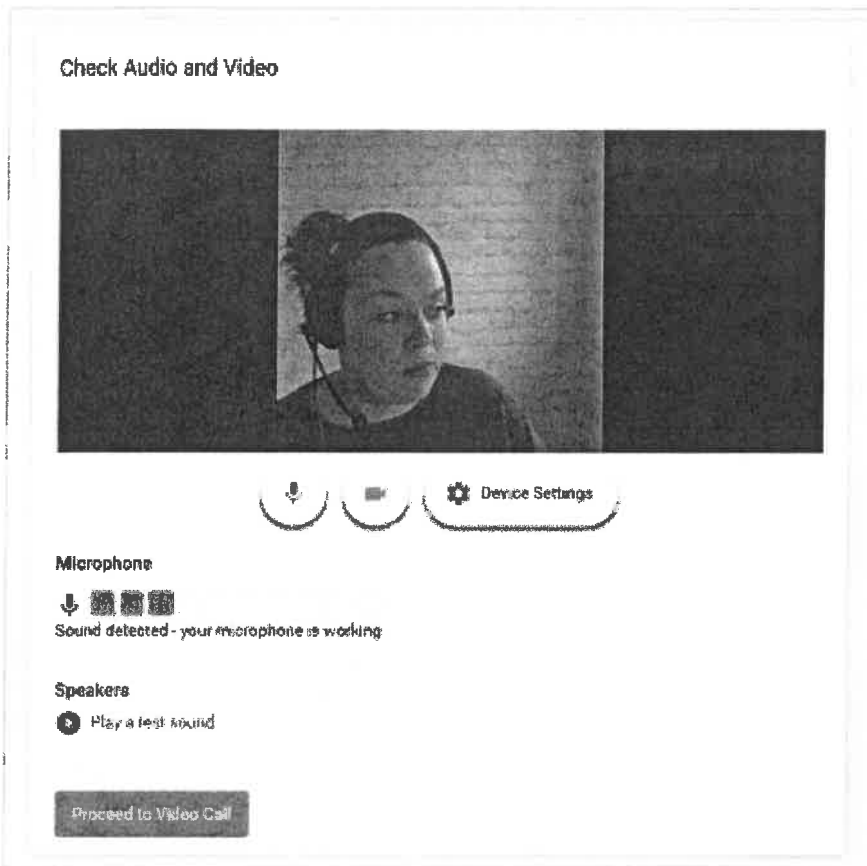 Check Audio and Video
Device Settings
Microphone
Sound detected - your microphone is working
Speakers
Play a test sound
Proceed to Video Call